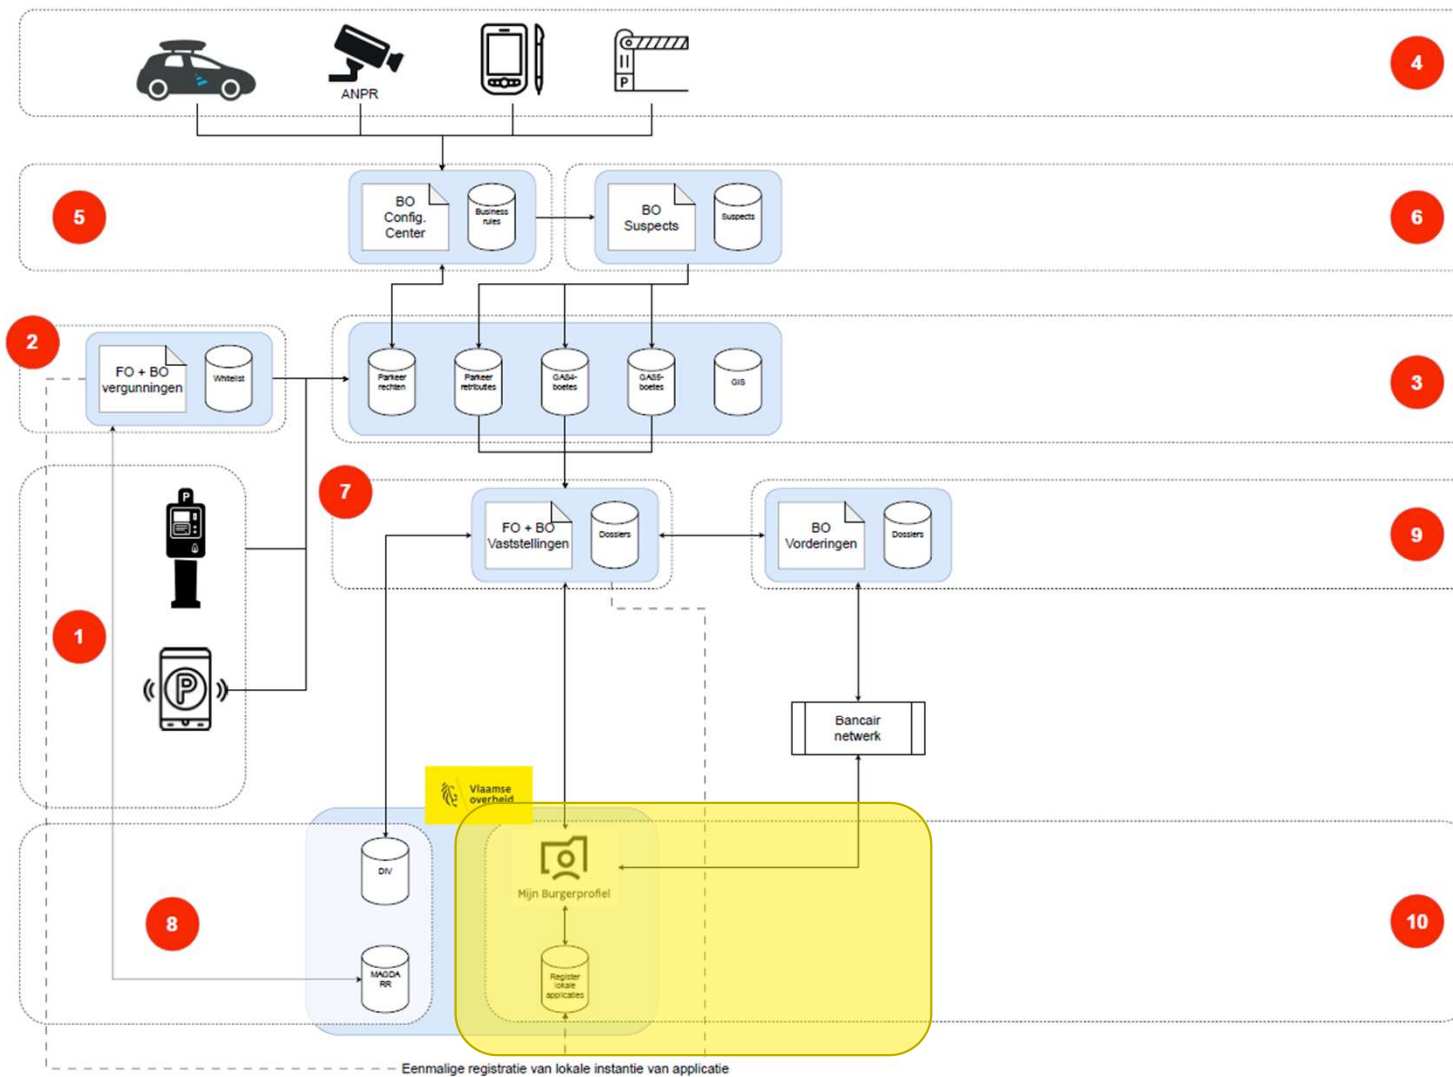 4
ANPR
5
BO
Config.
Center
Business
rules
BO
Suspects
Suspects
6
2
FO + BO
vergunningen
Whitelist
Parkeer
rechten
Parkeer
retributes
GAS4-
boetes
GAS5-
boetes
GIS
3
7
P
FO + BO
Vaststellingen
Dossiers
BO
Vorderingen
Dossiers
9
1
P
Bancair
netwerk
Vlaamse
overheid
DIV
Mijn Burgerprofiel
8
10
MAGDA
RR
Register
lokale
applicaties
Eenmalige registratie van lokale instantie van applicatie
P